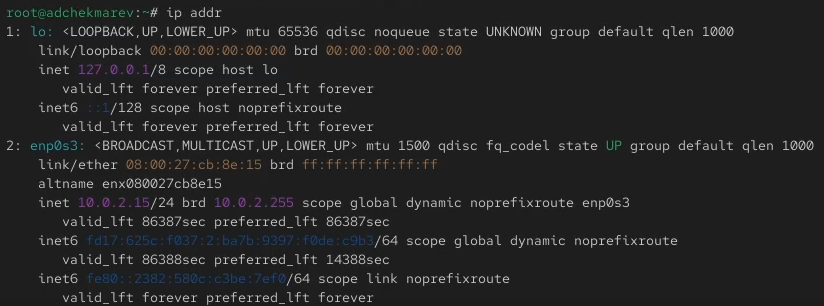 root@adchekmarev:~# ip addr
1: lo: <LOOPBACK,UP,LOWER_UP> mtu 65536 qdisc noqueue state UNKNOWN group default qlen 1000
    link/loopback 00:00:00:00:00:00 brd 00:00:00:00:00:00
    inet 127.0.0.1/8 scope host lo
       valid_lft forever preferred_lft forever
    inet6 ::1/128 scope host noprefixroute
       valid_lft forever preferred_lft forever
2: enp0s3: <BROADCAST,MULTICAST,UP,LOWER_UP> mtu 1500 qdisc fq_codel state UP group default qlen 1000
    link/ether 08:00:27:cb:8e:15 brd ff:ff:ff:ff:ff:ff
    altname enx080027cb8e15
    inet 10.0.2.15/24 brd 10.0.2.255 scope global dynamic noprefixroute enp0s3
       valid_lft 86387sec preferred_lft 86387sec
    inet6 fd17:625c:f037:2:ba7b:9397:f0de:c9b3/64 scope global dynamic noprefixroute
       valid_lft 86388sec preferred_lft 14388sec
    inet6 fe80::2382:580c:c3be:7ef0/64 scope link noprefixroute
       valid_lft forever preferred_lft forever